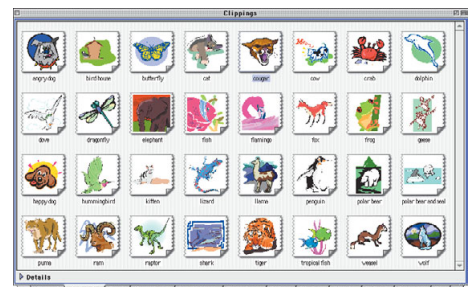 Clippings
angry dog
bird house
butterfly
cat
cougar
cow
crab
dolphin
dove
dragonfly
elephant
fish
flamingo
fox
frog
geese
happy dog
hummingbird
kitten
lizard
llama
penguin
polar bear
polar bear and seal
puma
ram
raptor
shark
tiger
tropical fish
weasel
wolf
Details